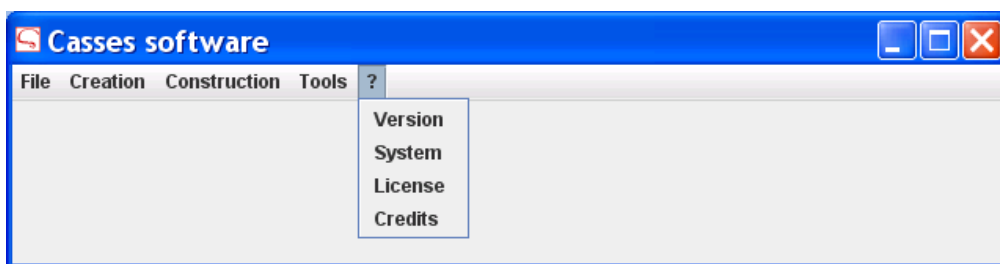 Casses software
File Creation Construction Tools ?
Version
System
License
Credits